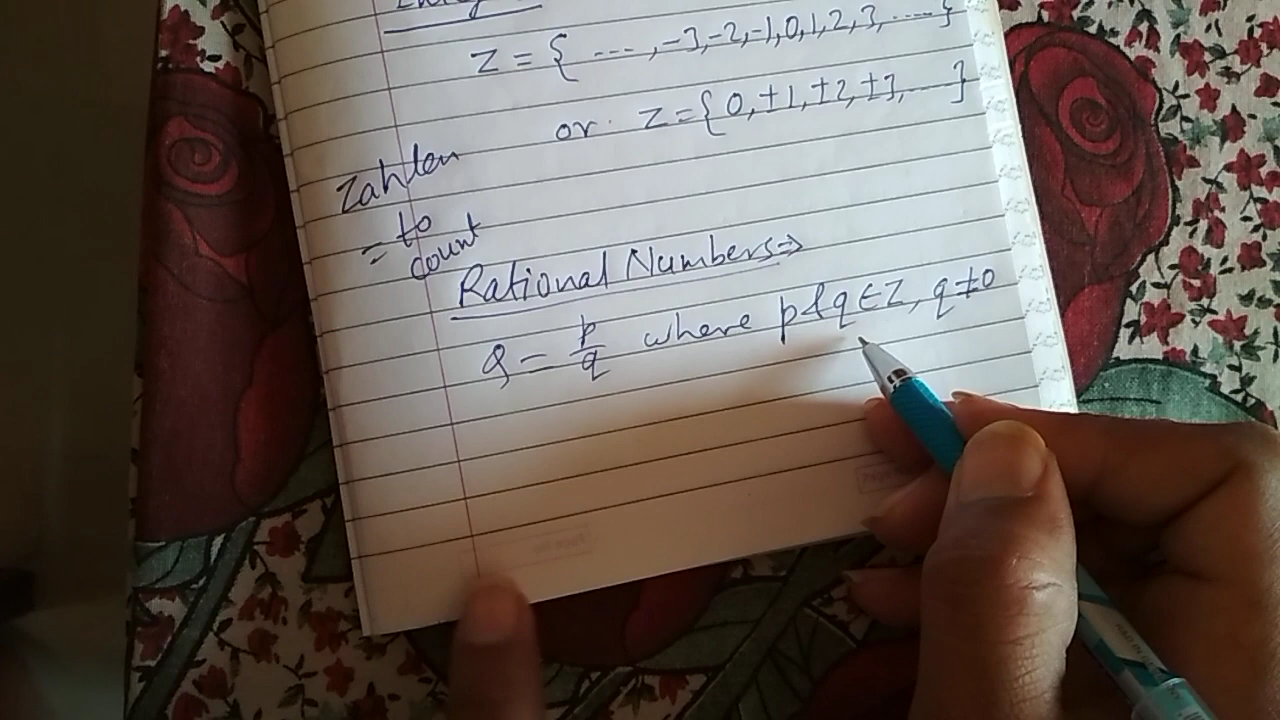 Z = { ---, -3, -2, -1, 0, 1, 2, 3, ----- }
or. Z = { 0, ±1, ±2, ±3, ---- }
Zahlen
= to
count
Rational Numbers ⇒
Q = p/q where p & q ∈ Z, q ≠ 0